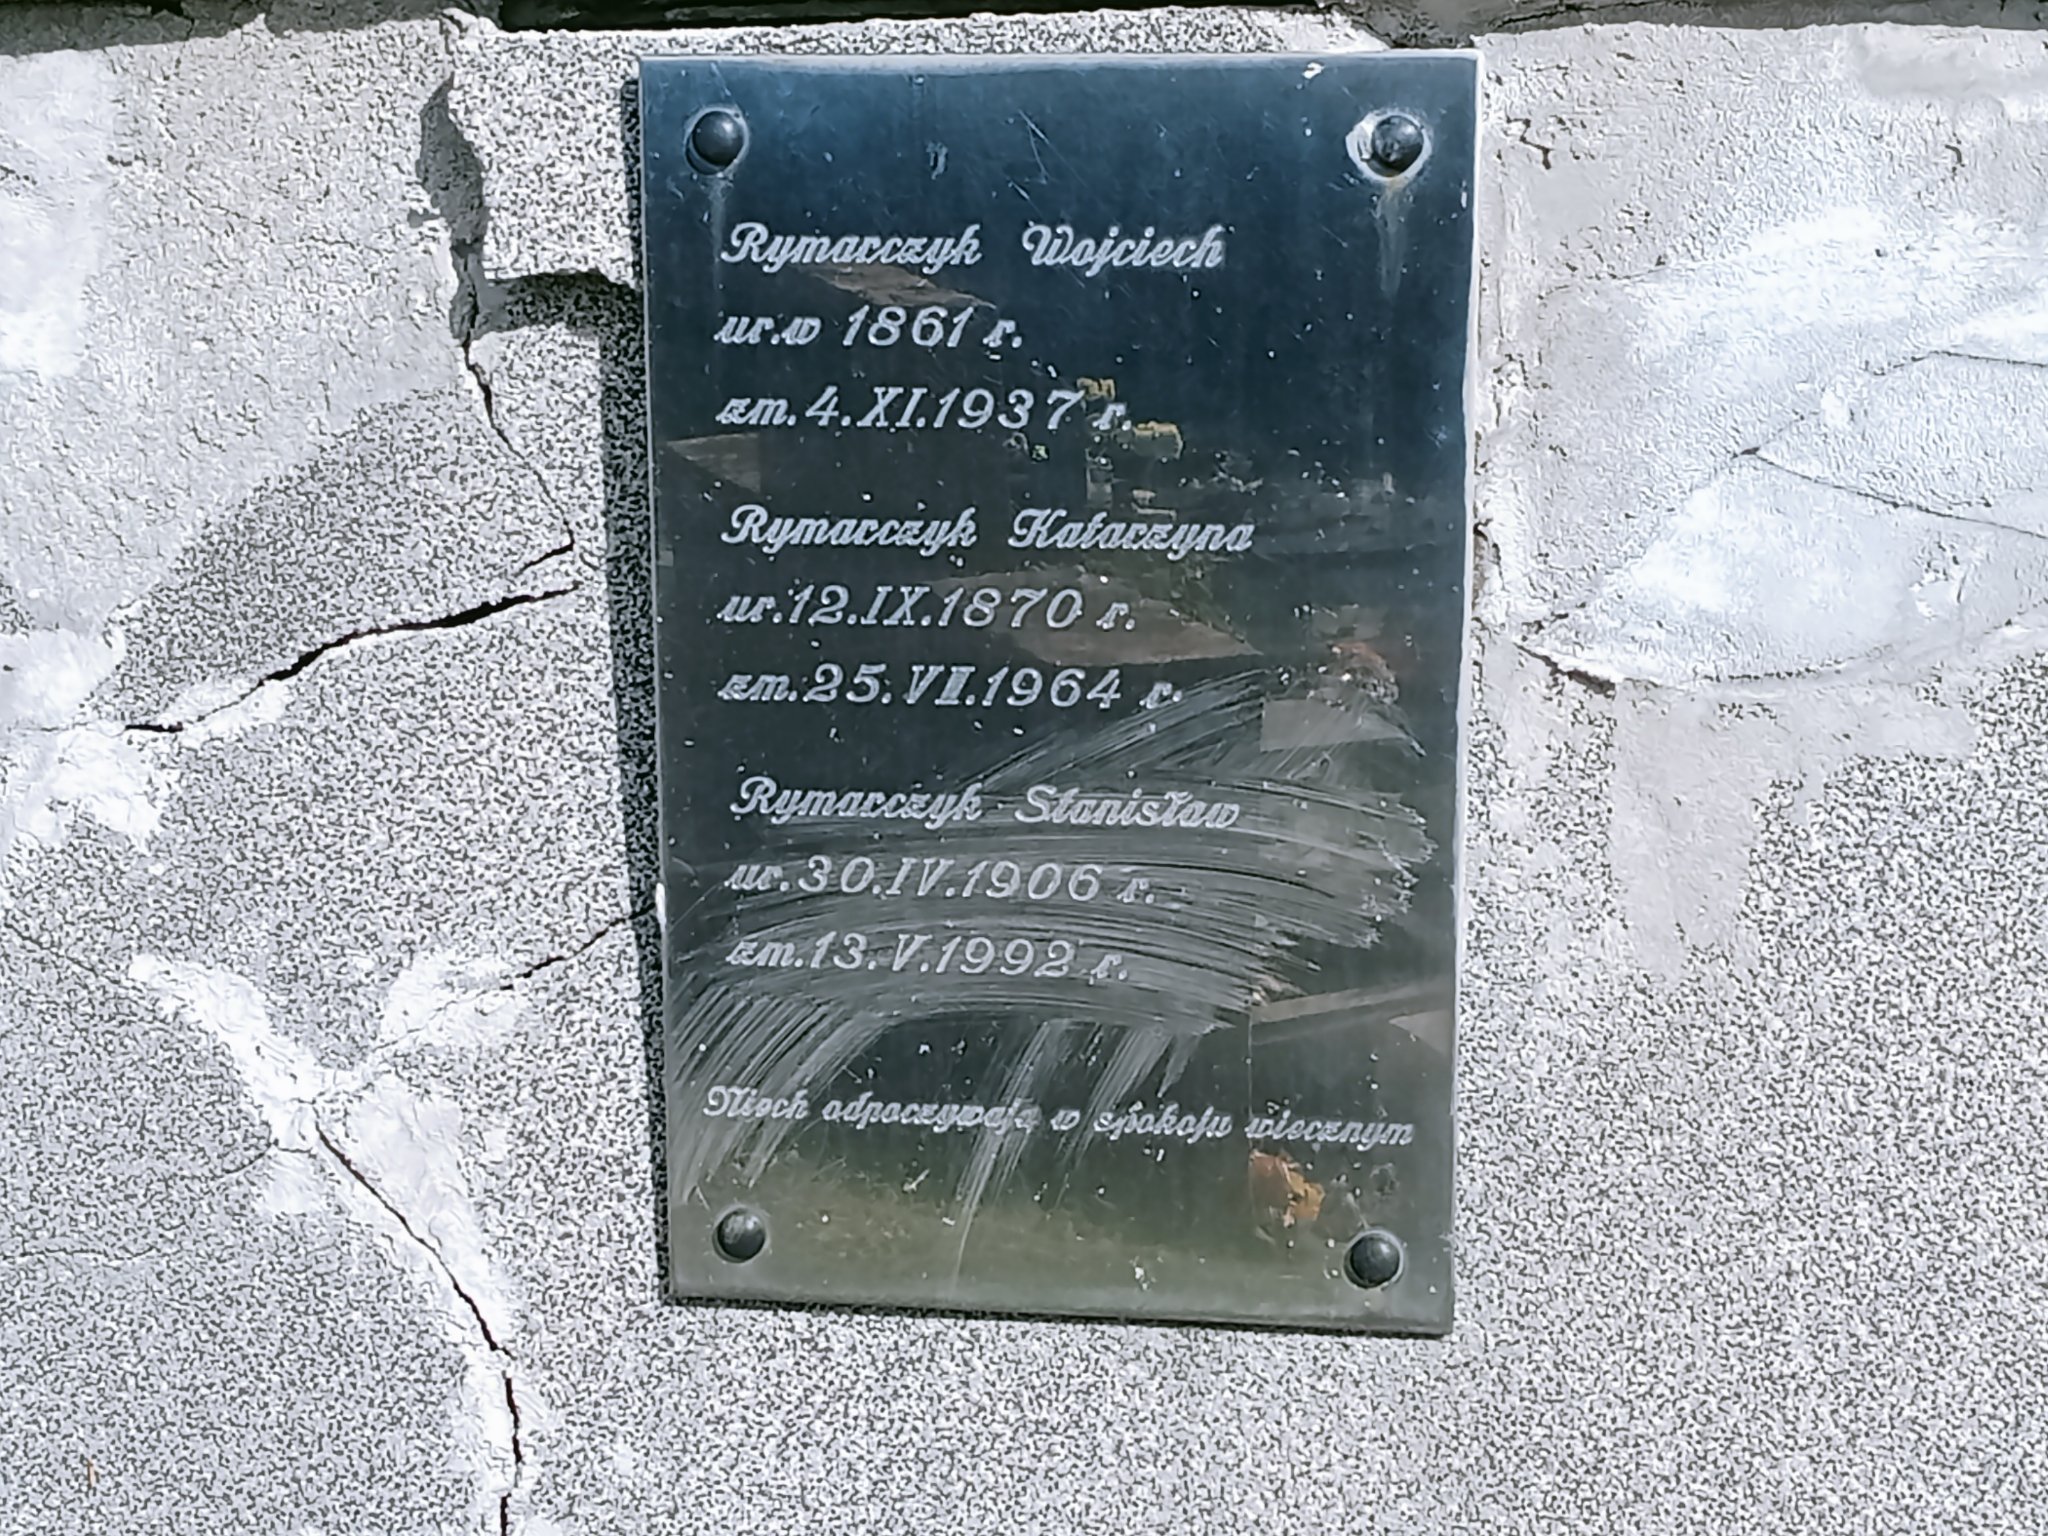 Rymarczyk Wojciech
ur.w 1861 r.
zm.4.XI.1937 r.
Rymarczyk Katarzyna
ur.12.IX.1870 r.
zm.25.VII.1964 r.
Rymarczyk Stanisław
ur.30.IV.1906 r.
zm.13.V.1992 r.
Niech odpoczywają w spokoju wiecznym